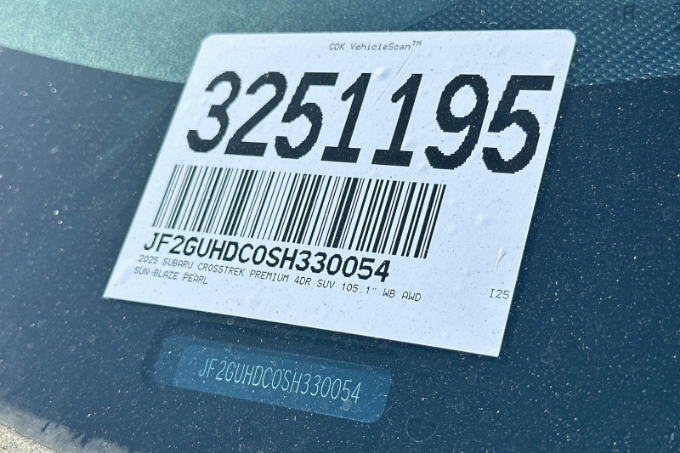 CDK VehicleScan™
3251195
JF2GUHDC0SH330054
2025 SUBARU CROSSTREK PREMIUM 4DR SUV 105.1" WB AWD
SUN BLAZE PEARL
I25
JF2GUHDC0SH330054